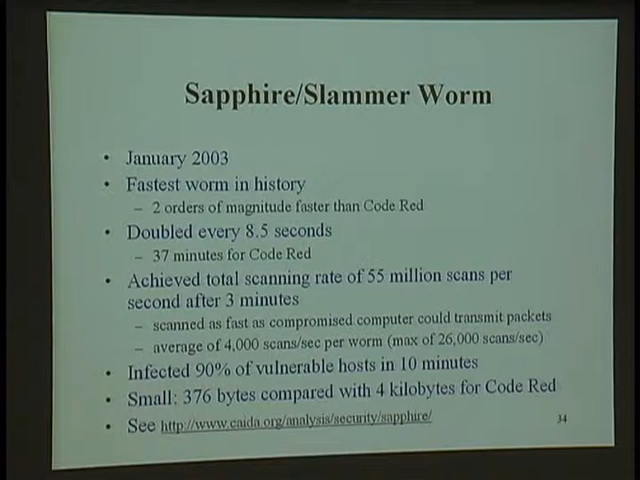 Sapphire/Slammer Worm
• January 2003
• Fastest worm in history
– 2 orders of magnitude faster than Code Red
• Doubled every 8.5 seconds
– 37 minutes for Code Red
• Achieved total scanning rate of 55 million scans per
second after 3 minutes
– scanned as fast as compromised computer could transmit packets
– average of 4,000 scans/sec per worm (max of 26,000 scans/sec)
• Infected 90% of vulnerable hosts in 10 minutes
• Small: 376 bytes compared with 4 kilobytes for Code Red
• See http://www.caida.org/analysis/security/sapphire/
34